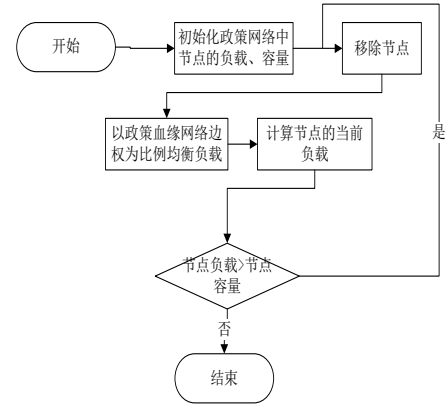 开始
初始化政策网络中
节点的负载、容量
移除节点
是
以政策血缘网络边
权为比例均衡负载
计算节点的当前
负载
节点负载>节点
容量
否
结束